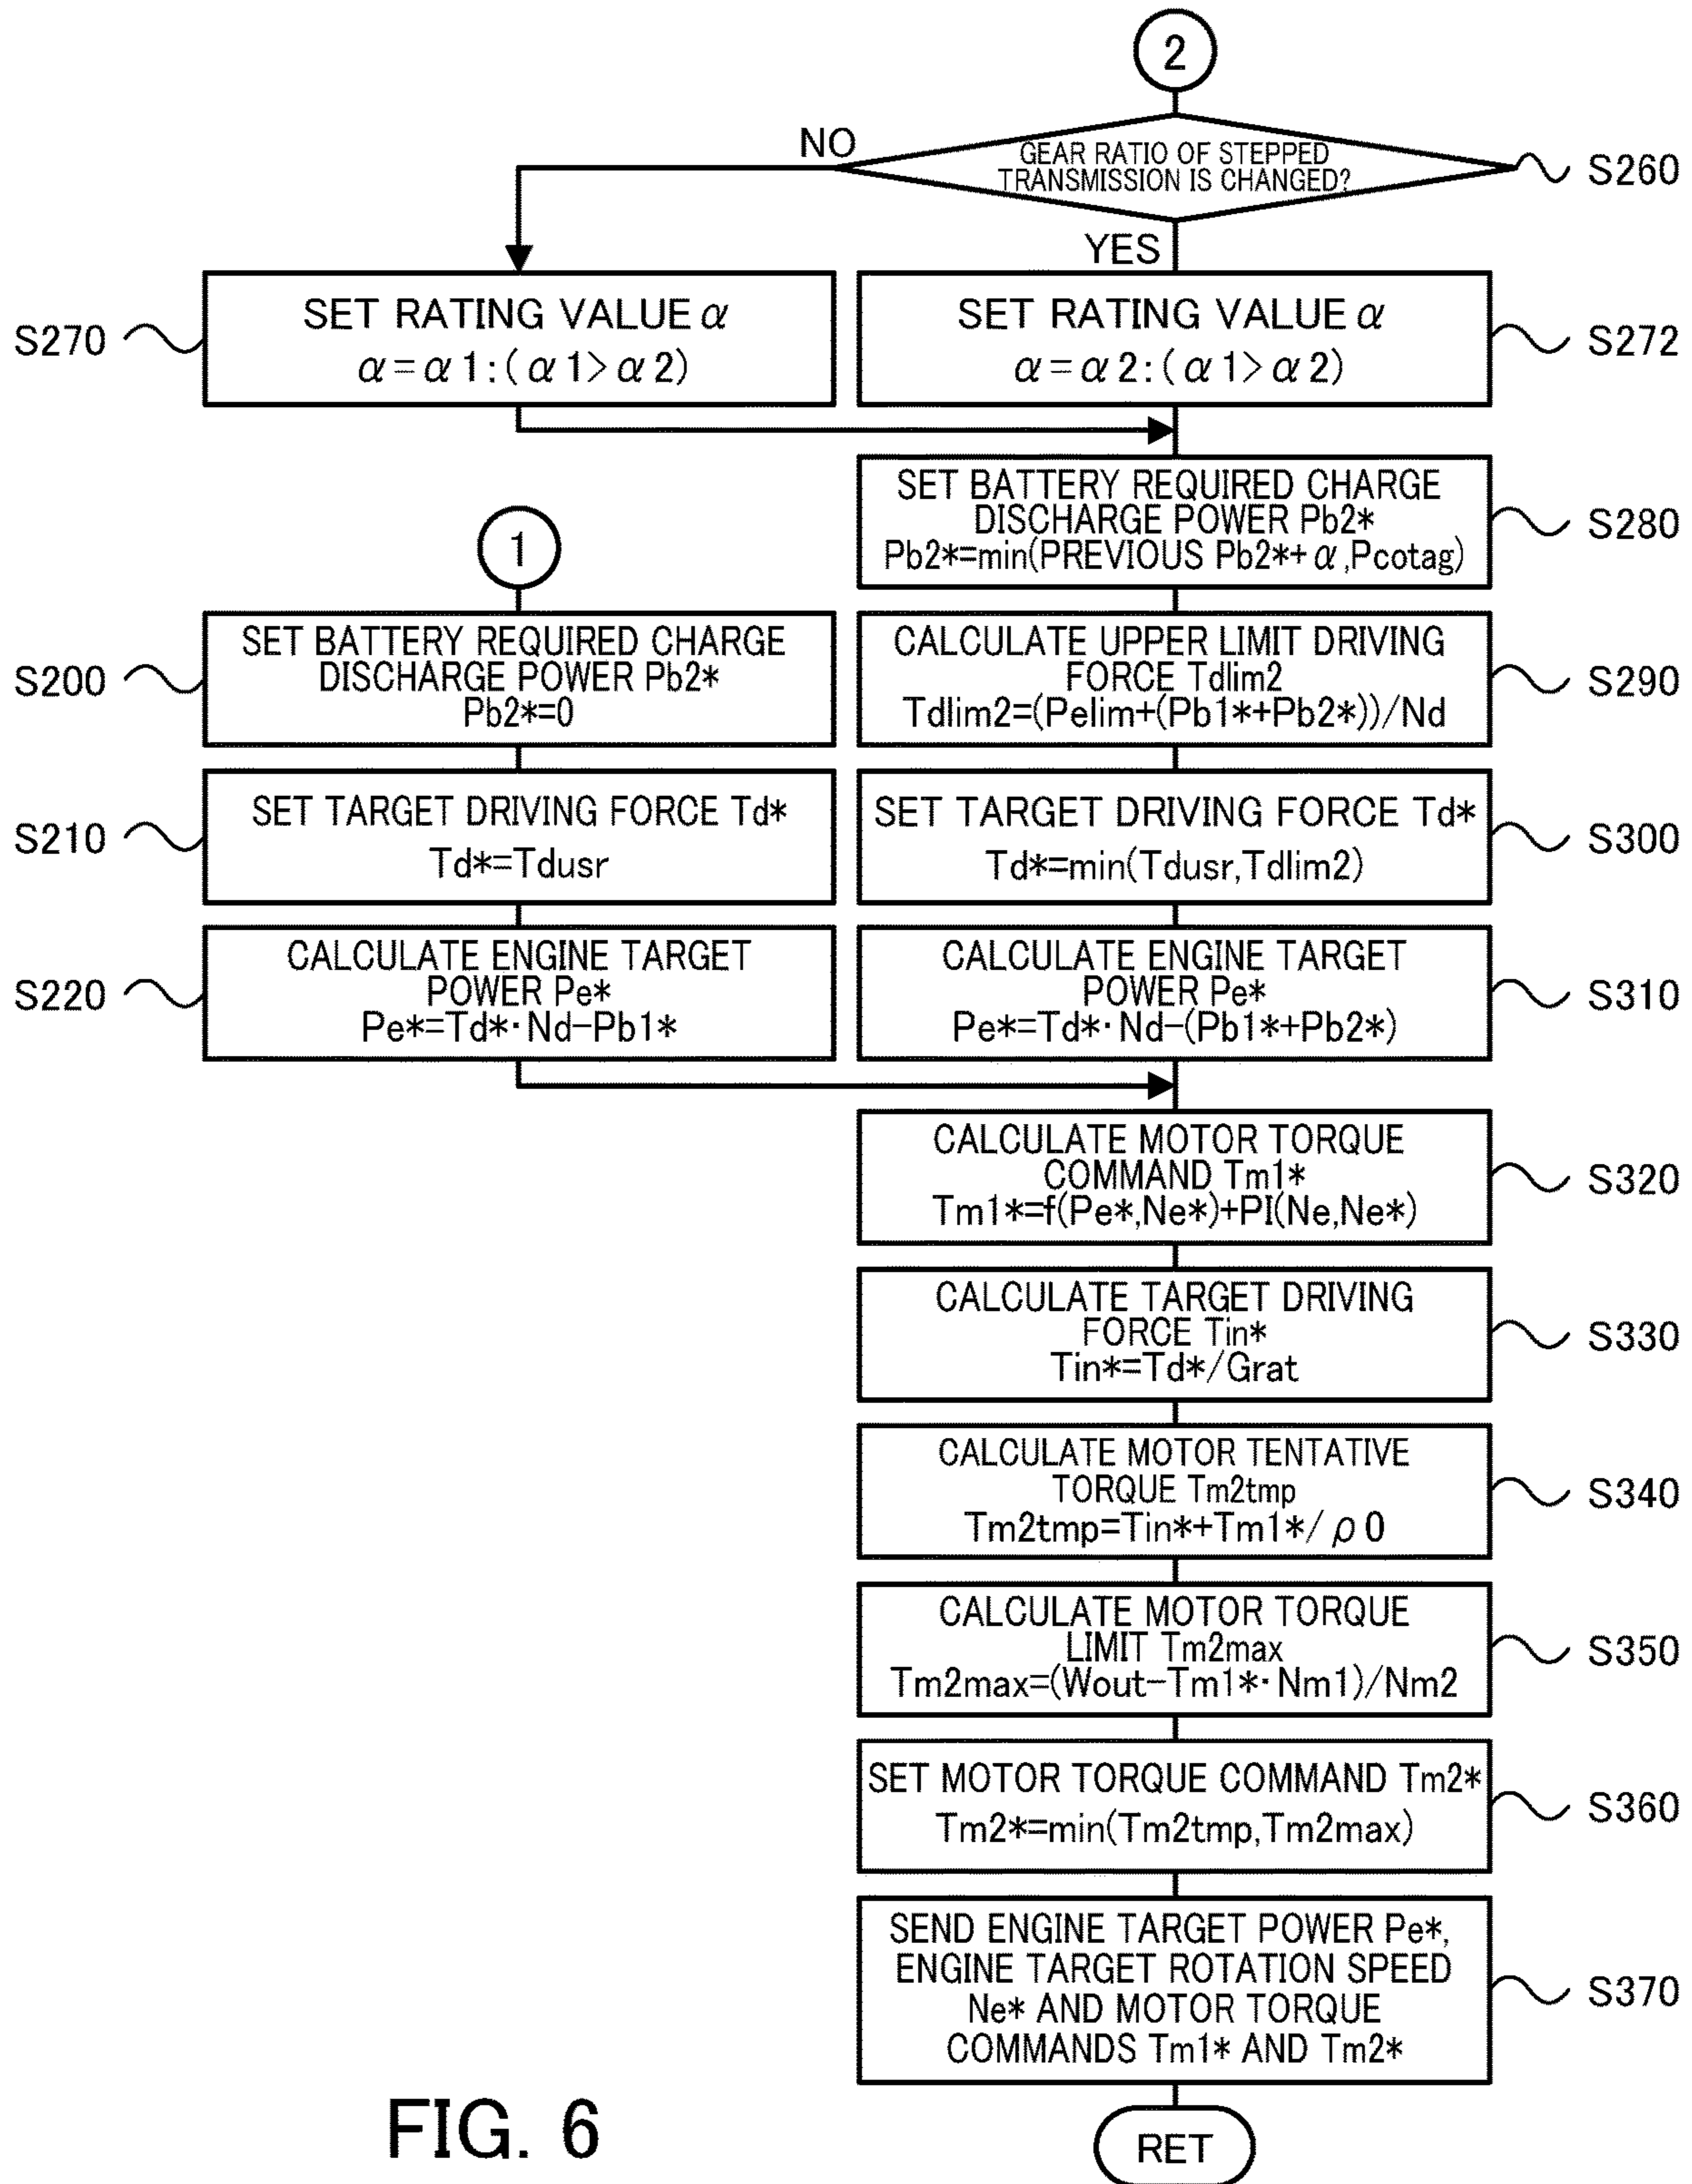 2
NO
GEAR RATIO OF STEPPED
TRANSMISSION IS CHANGED?
S260
YES
S270
SET RATING VALUE α
α=α1:(α1>α2)
SET RATING VALUE α
α=α2:(α1>α2)
S272
SET BATTERY REQUIRED CHARGE
DISCHARGE POWER Pb2*
Pb2*=min(PREVIOUS Pb2*+α,Pcotag)
S280
1
S200
SET BATTERY REQUIRED CHARGE
DISCHARGE POWER Pb2*
Pb2*=0
CALCULATE UPPER LIMIT DRIVING
FORCE Tdlim2
Tdlim2=(Pelim+(Pb1*+Pb2*))/Nd
S290
S210
SET TARGET DRIVING FORCE Td*
Td*=Tdusr
SET TARGET DRIVING FORCE Td*
Td*=min(Tdusr,Tdlim2)
S300
S220
CALCULATE ENGINE TARGET
POWER Pe*
Pe*=Td*·Nd-Pb1*
CALCULATE ENGINE TARGET
POWER Pe*
Pe*=Td*·Nd-(Pb1*+Pb2*)
S310
CALCULATE MOTOR TORQUE
COMMAND Tm1*
Tm1*=f(Pe*,Ne*)+PI(Ne,Ne*)
S320
CALCULATE TARGET DRIVING
FORCE Tin*
Tin*=Td*/Grat
S330
CALCULATE MOTOR TENTATIVE
TORQUE Tm2tmp
Tm2tmp=Tin*+Tm1*/ρ0
S340
CALCULATE MOTOR TORQUE
LIMIT Tm2max
Tm2max=(Wout-Tm1*·Nm1)/Nm2
S350
SET MOTOR TORQUE COMMAND Tm2*
Tm2*=min(Tm2tmp,Tm2max)
S360
SEND ENGINE TARGET POWER Pe*,
ENGINE TARGET ROTATION SPEED
Ne* AND MOTOR TORQUE
COMMANDS Tm1* AND Tm2*
S370
RET
FIG. 6